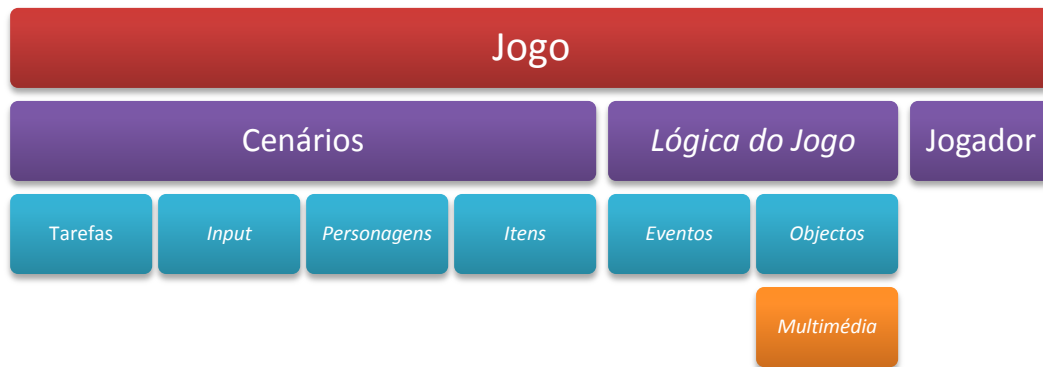 Jogo
Cenários
Lógica do Jogo
Jogador
Tarefas
Input
Personagens
Itens
Eventos
Objectos
Multimédia